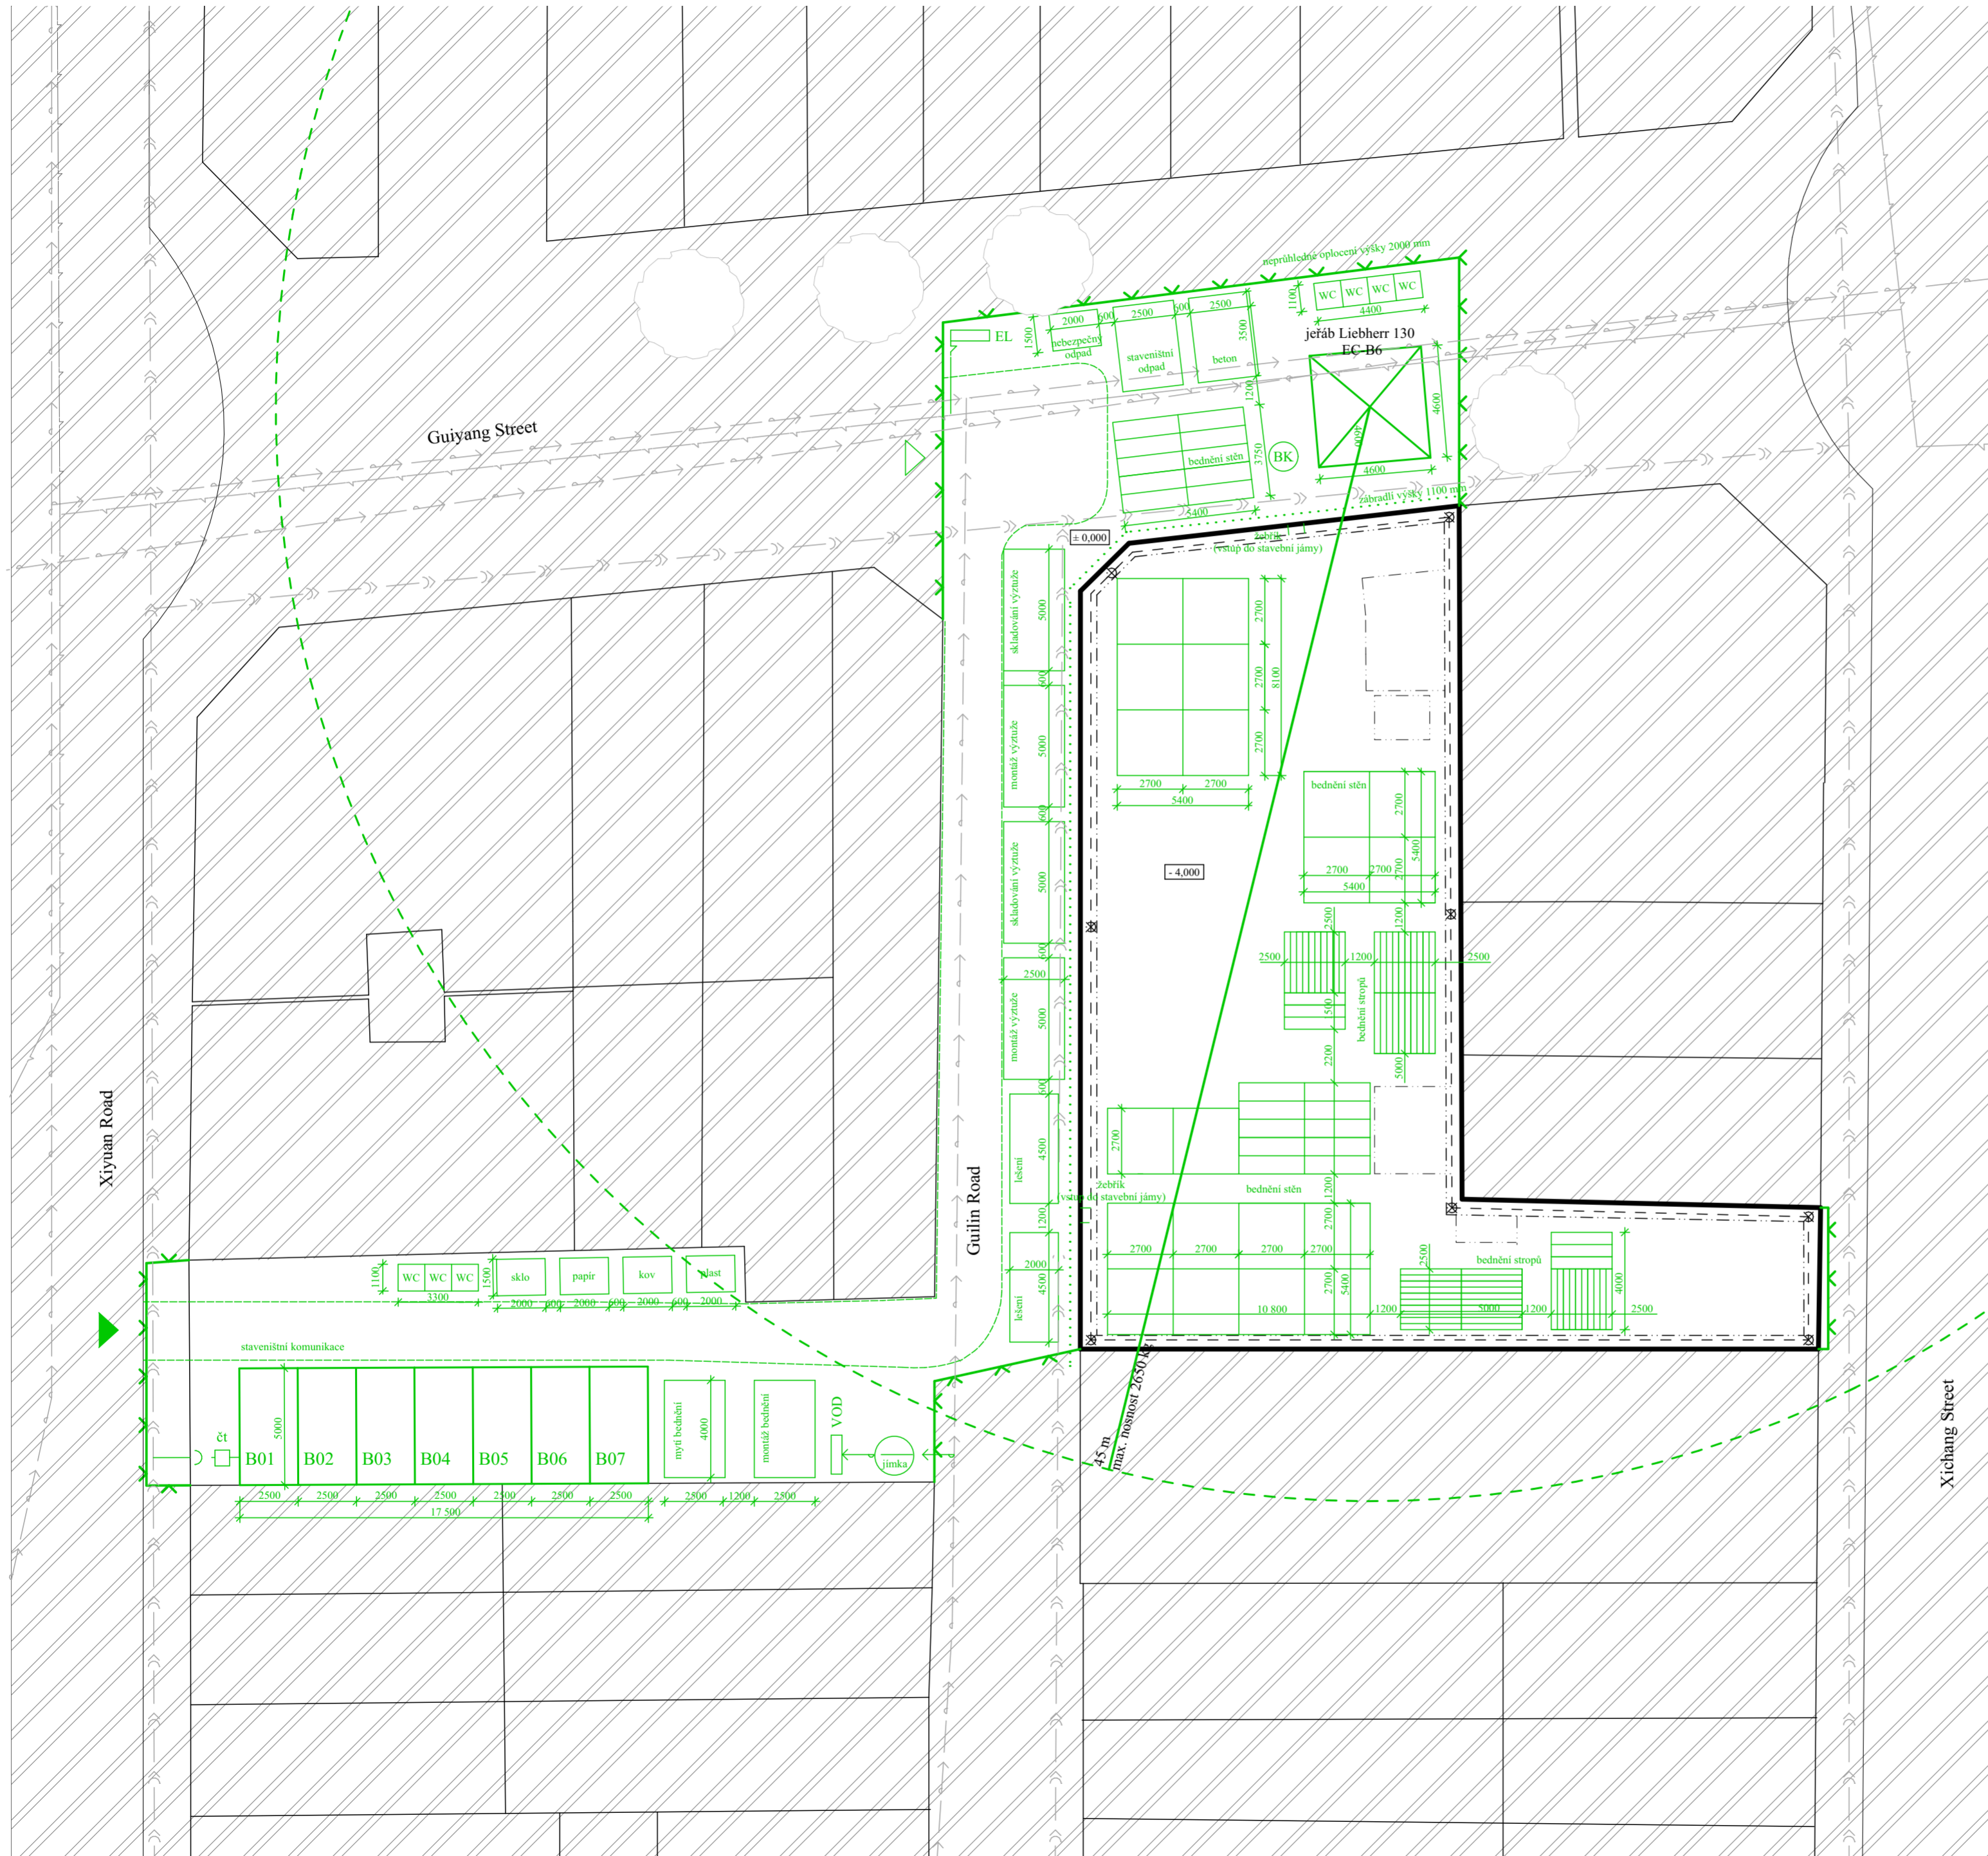 neprůhledné oplocení výšky 2000 mm
WC
WC
WC
WC
1100
4400
EL
1500
2000
600
2500
600
2500
3500
nebezpečný
odpad
staveništní
odpad
beton
1200
jeřáb Liebherr 130
EC-B6
4600
4600
4600
Guiyang Street
bednění stěn
3750
BK
5400
zábradlí výšky 1100 mm
± 0,000
žebřík
(vstup do stavební jámy)
skladování výztuže
5000
600
montáž výztuže
5000
600
skladování výztuže
5000
600
2500
montáž výztuže
5000
600
lešení
4500
1200
2000
lešení
4500
2700
2700
2700
8100
2700
2700
5400
bednění stěn
2700
2700
5400
2700
2700
5400
- 4,000
2500
1200
2500
1200
2500
1500
bednění stropů
2200
5000
2700
žebřík
(vstup do stavební jámy)
bednění stěn
1200
2700
2700
2700
2700
2700
2700
5400
10 800
1200
2500
5000
1200
bednění stropů
4000
2500
Xiyuan Road
Guilin Road
Xichang Street
1100
WC
WC
WC
3300
1500
sklo
papír
kov
plast
2000
600
2000
600
2000
600
2000
staveništní komunikace
čt
5000
B01
B02
B03
B04
B05
B06
B07
mytí bednění
4000
montáž bednění
VOD
jímka
2500
2500
2500
2500
2500
2500
2500
2500
1200
2500
17 500
45 m
max. nosnost 2650 kg